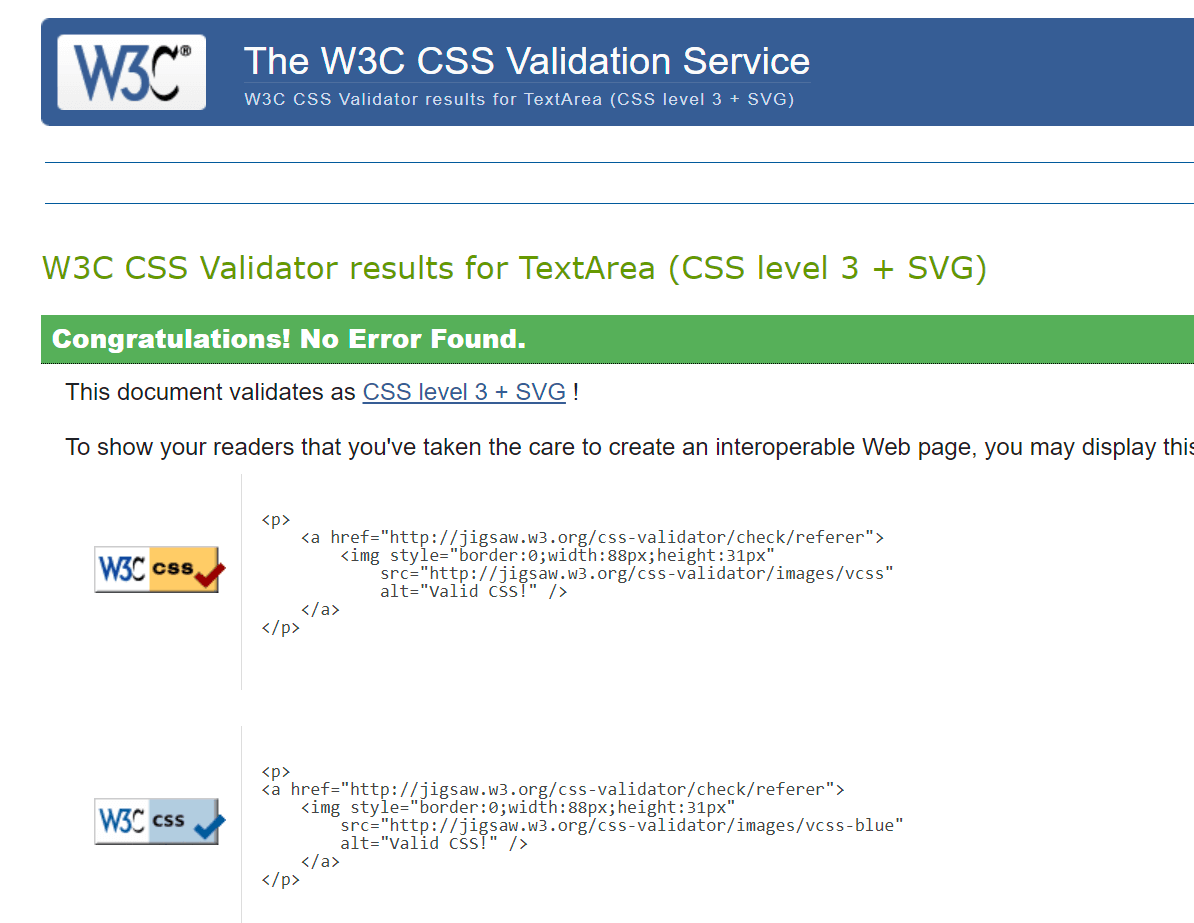 W3C®
The W3C CSS Validation Service
W3C CSS Validator results for TextArea (CSS level 3 + SVG)
W3C CSS Validator results for TextArea (CSS level 3 + SVG)
Congratulations! No Error Found.
This document validates as CSS level 3 + SVG !
To show your readers that you've taken the care to create an interoperable Web page, you may display this
W3C css
<p>
    <a href="http://jigsaw.w3.org/css-validator/check/referer">
        <img style="border:0;width:88px;height:31px"
            src="http://jigsaw.w3.org/css-validator/images/vcss"
            alt="Valid CSS!" />
    </a>
</p>
W3C css
<p>
<a href="http://jigsaw.w3.org/css-validator/check/referer">
    <img style="border:0;width:88px;height:31px"
        src="http://jigsaw.w3.org/css-validator/images/vcss-blue"
        alt="Valid CSS!" />
    </a>
</p>